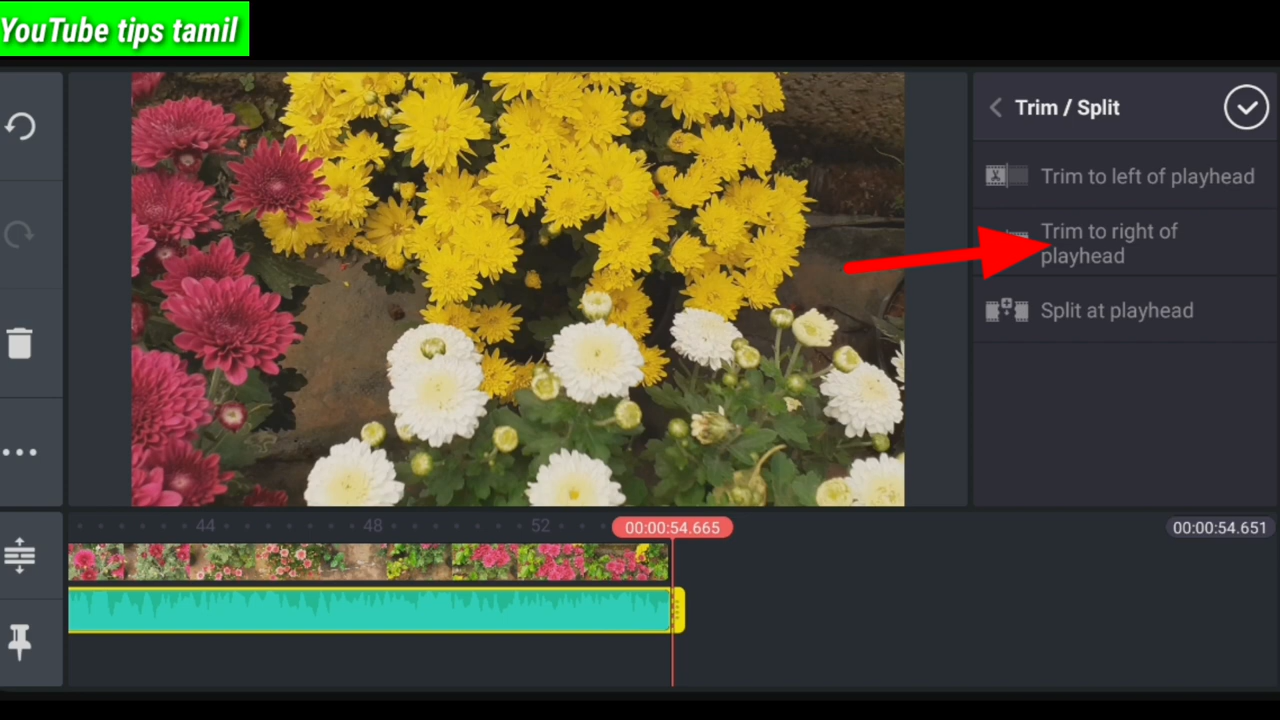 YouTube tips tamil
Trim / Split
Trim to left of playhead
Trim to right of
playhead
Split at playhead
44
48
52
00:00:54.665
00:00:54.651